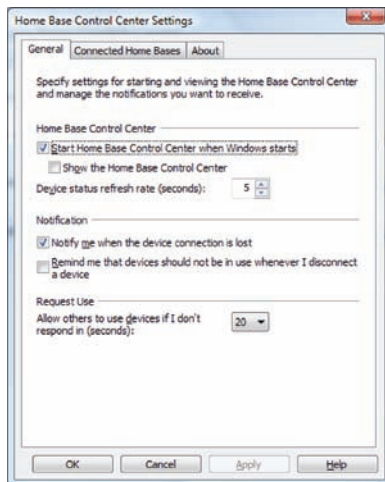 Home Base Control Center Settings
General Connected Home Bases About
Specify settings for starting and viewing the Home Base Control Center
and manage the notifications you want to receive.
Home Base Control Center
Start Home Base Control Center when Windows starts
Show the Home Base Control Center
Device status refresh rate (seconds): 5
Notification
Notify me when the device connection is lost
Remind me that devices should not be in use whenever I disconnect
a device
Request Use
Allow others to use devices if I don't
respond in (seconds): 20
OK Cancel Apply Help